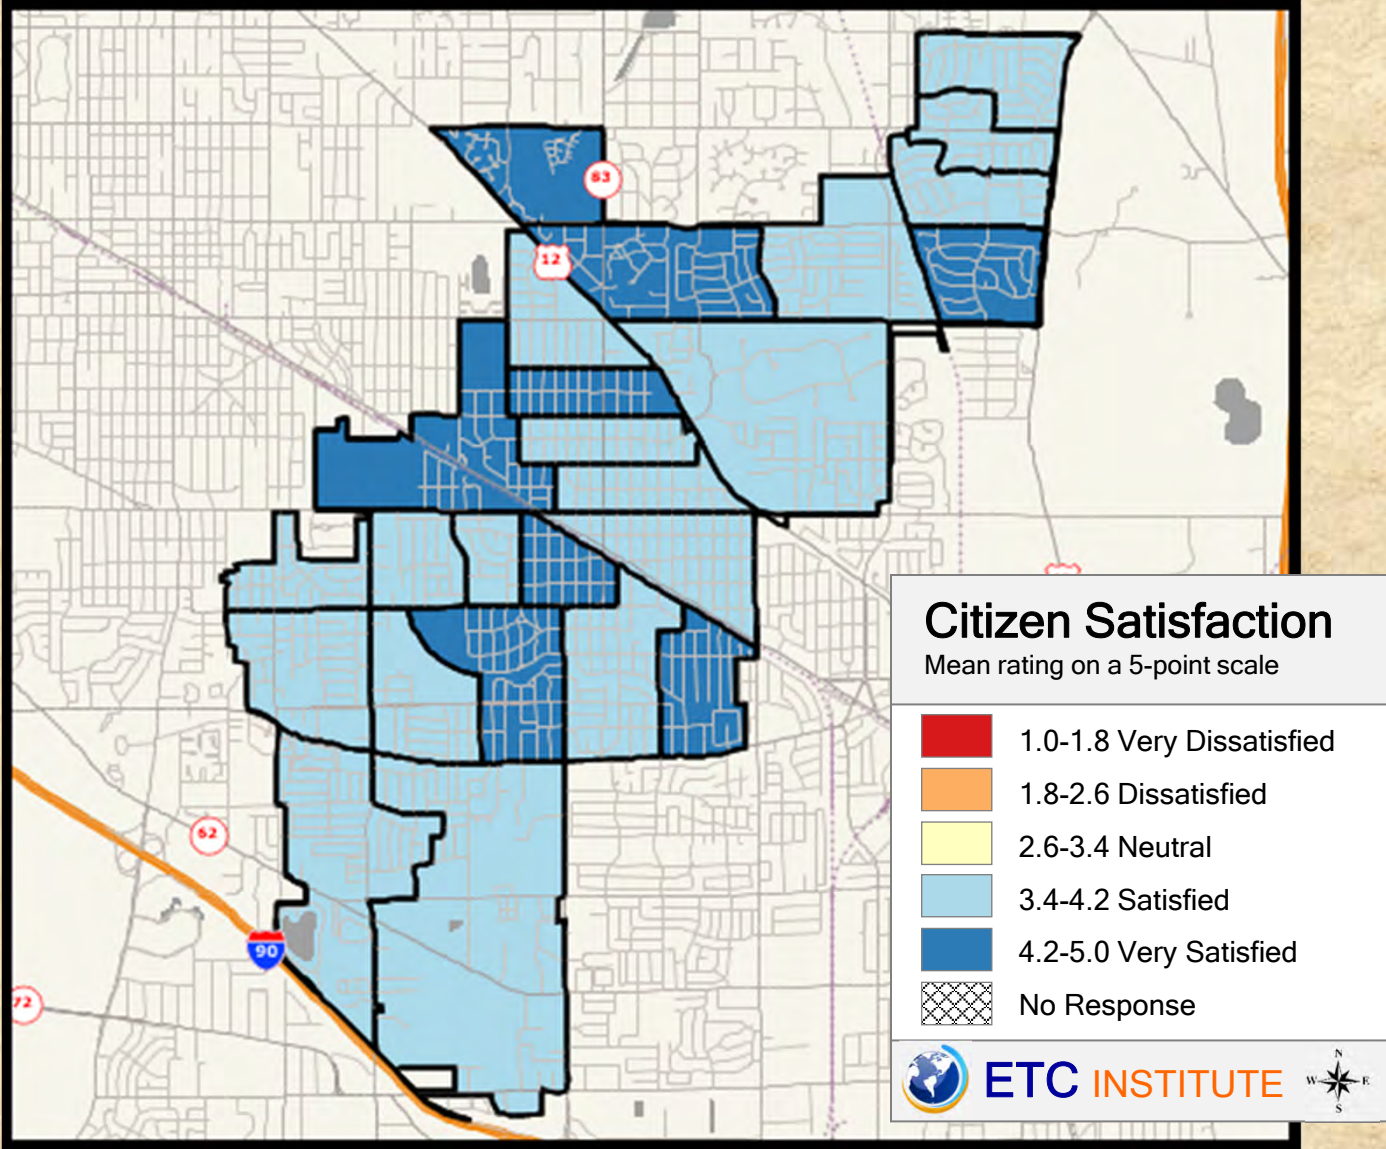 83
12
62
90
72
Citizen Satisfaction
Mean rating on a 5-point scale
1.0-1.8 Very Dissatisfied
1.8-2.6 Dissatisfied
2.6-3.4 Neutral
3.4-4.2 Satisfied
4.2-5.0 Very Satisfied
No Response
ETC INSTITUTE
N
W E
S